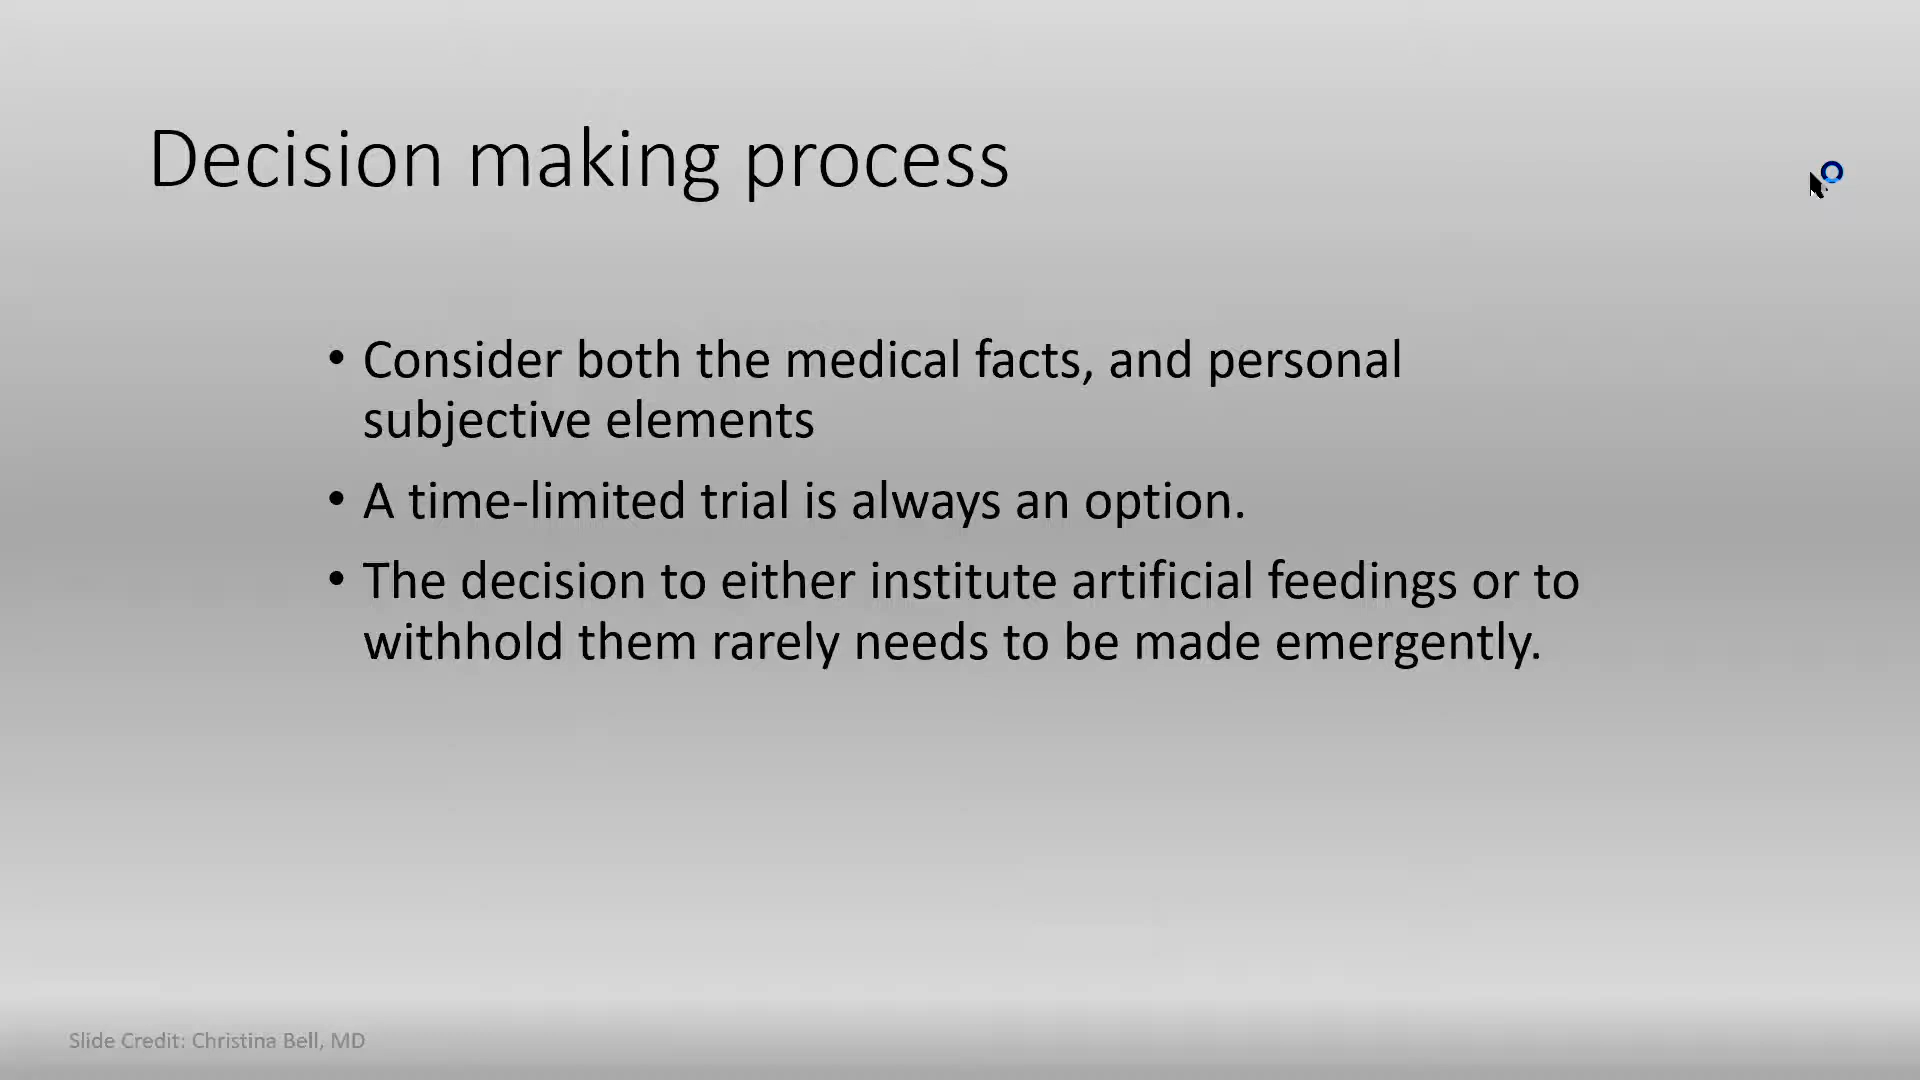 Decision making process
• Consider both the medical facts, and personal
subjective elements
• A time-limited trial is always an option.
• The decision to either institute artificial feedings or to
withhold them rarely needs to be made emergently.
Slide Credit: Christina Bell, MD